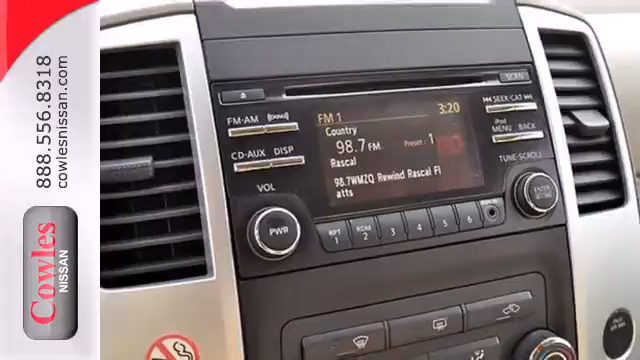 888.556.8318
cowlesnissan.com
Cowles
NISSAN
SCAN
FM-AM
CD-AUX DISP
VOL
PWR
FM 1 3:20
Country
98.7 FM Preset: 1
Rascal
98.7WMZQ Rewind Rascal Fl
atts
SEEK-CAT
iPod
MENU BACK
TUNE-SCROLL
ENTER
RPT RDM
1 2 3 4 5 6